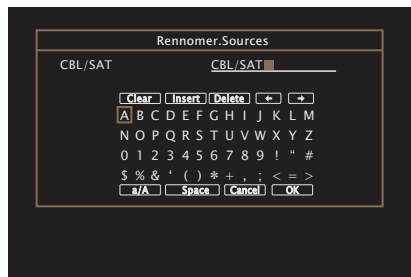 Rennomer.Sources
CBL/SAT CBL/SAT
Clear Insert Delete ← →
A B C D E F G H I J K L M
N O P Q R S T U V W X Y Z
0 1 2 3 4 5 6 7 8 9 ! “ #
$ % & ‘ ( ) * + , ; < = >
a/A Space Cancel OK